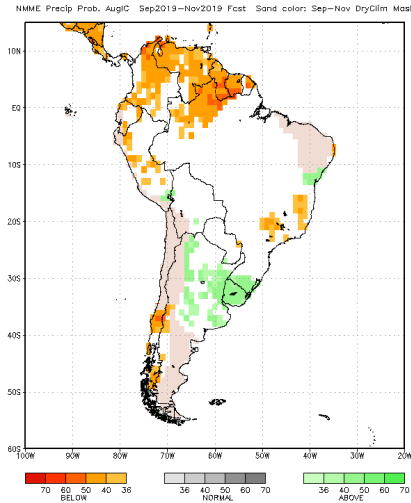 NMME Precip Prob. AugIC Sep2019-Nov2019 Fcst Sand color: Sep-Nov DryClim Mas
10N
EQ
10S
20S
30S
40S
50S
60S
100W 90W 80W 70W 60W 50W 40W 30W 20W
70 60 50 40 36 36 40 50 60 70 36 40 50 60 70
BELOW NORMAL ABOVE